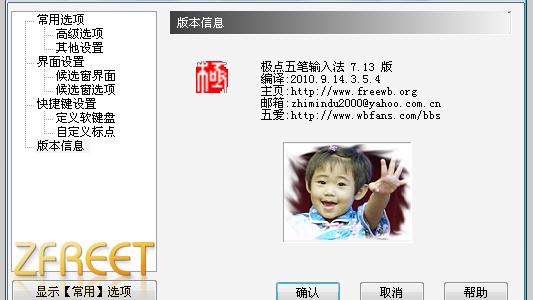 常用选项
高级选项
其他设置
界面设置
候选窗界面
候选窗选项
快捷键设置
定义软键盘
自定义标点
版本信息
ZFREET
显示【常用】选项
版本信息
極
极点五笔输入法 7.13 版
编译:2010.9.14.3.5.4
主页:http://www.freewb.org
邮箱:zhimindu2000@yahoo.com.cn
五爱:http://www.wbfans.com/bbs
确认
取消
帮助